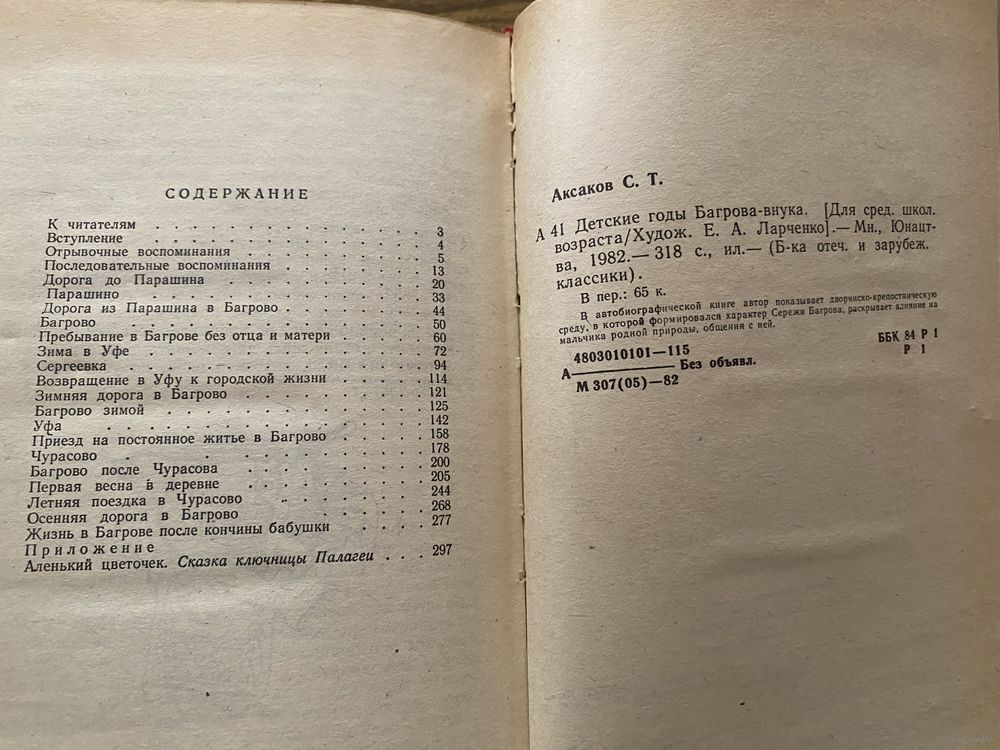 СОДЕРЖАНИЕ
К читателям . . . . . . . . . . . 3
Вступление . . . . . . . . . . . 4
Отрывочные воспоминания . . . . . . . 5
Последовательные воспоминания . . . . . . 13
Дорога до Парашина . . . . . . . . . 20
Парашино . . . . . . . . . . . 33
Дорога из Парашина в Багрово . . . . . . 44
Багрово . . . . . . . . . . . . 50
Пребывание в Багрове без отца и матери . . . . 60
Зима в Уфе . . . . . . . . . . . 72
Сергеевка . . . . . . . . . . . . 94
Возвращение в Уфу к городской жизни . . . . 114
Зимняя дорога в Багрово . . . . . . . . 121
Багрово зимой . . . . . . . . . . . 125
Уфа . . . . . . . . . . . . . 142
Приезд на постоянное житье в Багрово . . . . 158
Чурасово . . . . . . . . . . . . 178
Багрово после Чурасова . . . . . . . . 200
Первая весна в деревне . . . . . . . . 205
Летняя поездка в Чурасово . . . . . . . 244
Осенняя дорога в Багрово . . . . . . . 268
Жизнь в Багрове после кончины бабушки . . . . 277
Приложение
Аленький цветочек. Сказка ключницы Палагеи . . . 297
Аксаков С. Т.
А 41 Детские годы Багрова-внука. [Для сред. школ.
возраста/Худож. Е. А. Ларченко].— Мн., Юнацт-
ва, 1982.— 318 с., ил.— (Б-ка отеч. и зарубеж.
классики).
В пер.: 65 к.
В автобиографической книге автор показывает дворянско-крепостническую
среду, в которой формировался характер Сережи Багрова, раскрывает влияние на
мальчика родной природы, общения с ней.
4803010101—115 ББК 84 Р 1
А———— Без объявл. Р 1
М 307(05)—82